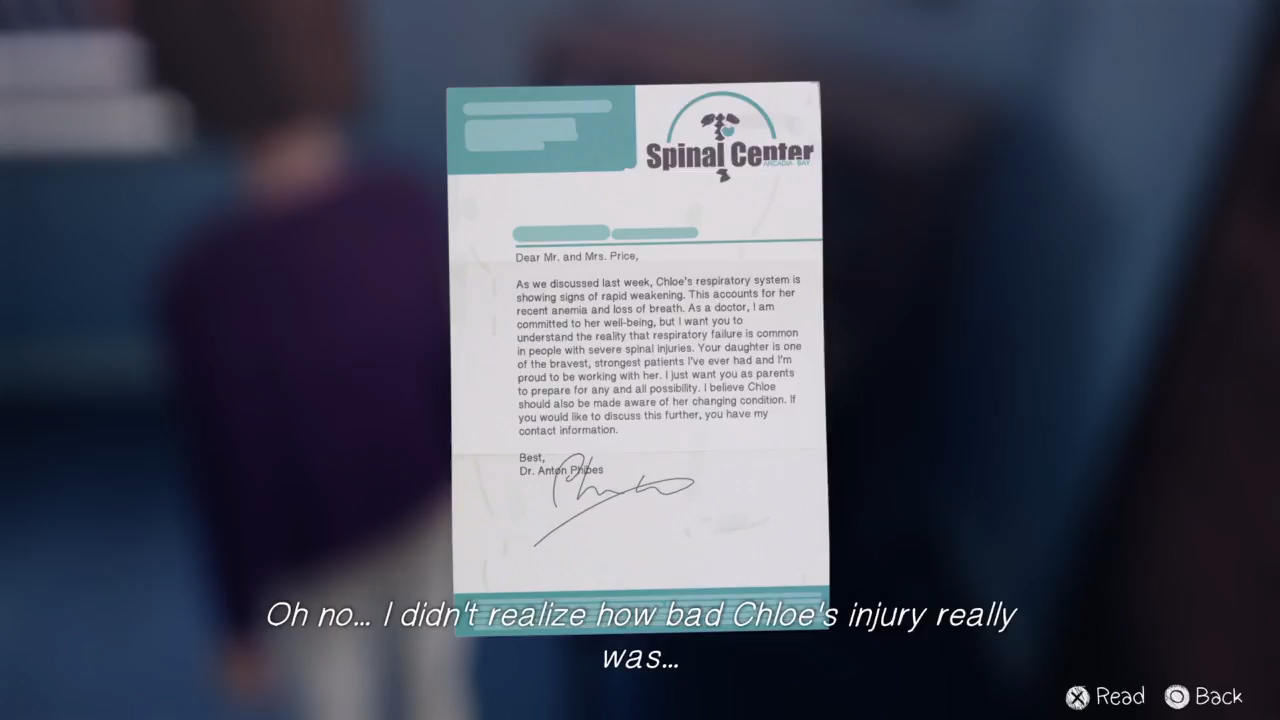 Spinal Center
ARCADIA BAY
Dear Mr. and Mrs. Price,
As we discussed last week, Chloe's respiratory system is
showing signs of rapid weakening. This accounts for her
recent anemia and loss of breath. As a doctor, I am
committed to her well-being, but I want you to
understand the reality that respiratory failure is common
in people with severe spinal injuries. Your daughter is one
of the bravest, strongest patients I've ever had and I'm
proud to be working with her. I just want you as parents
to prepare for any and all possibility. I believe Chloe
should also be made aware of her changing condition. If
you would like to discuss this further, you have my
contact information.
Best,
Dr. Anton Phibes
Oh no... I didn't realize how bad Chloe's injury really
was...
Read Back